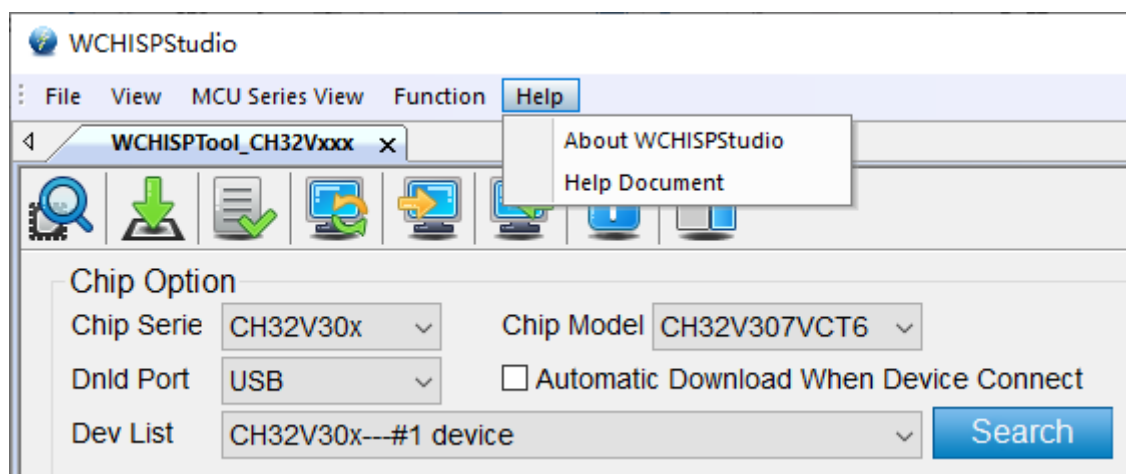 WCHISPStudio
File View MCU Series View Function Help
WCHISPTool_CH32Vxxx x
About WCHISPStudio
Help Document
Chip Option
Chip Serie CH32V30x Chip Model CH32V307VCT6
Dnld Port USB Automatic Download When Device Connect
Dev List CH32V30x---#1 device Search